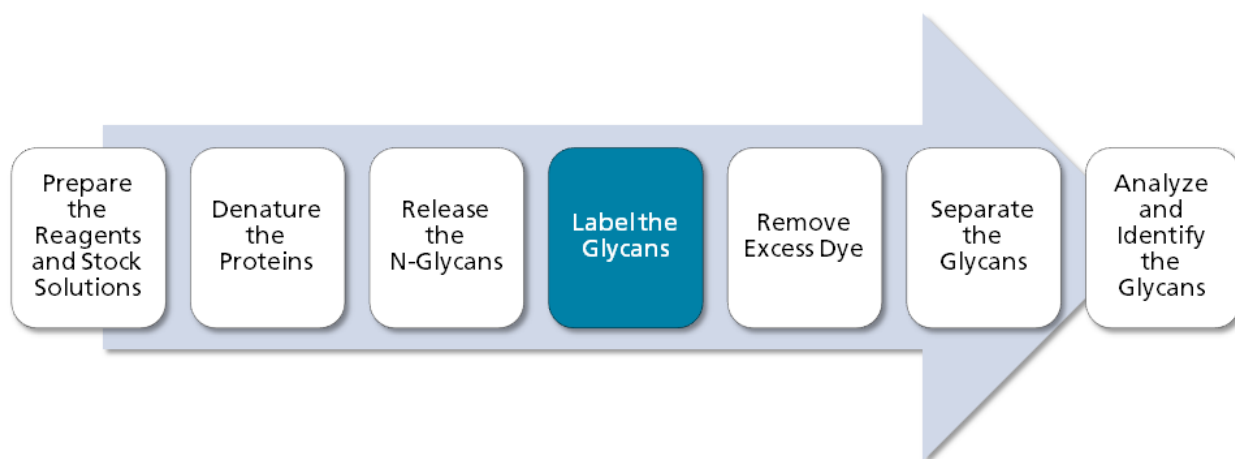 Prepare
the
Reagents
and Stock
Solutions
Denature
the
Proteins
Release
the
N-Glycans
Label the
Glycans
Remove
Excess Dye
Separate
the
Glycans
Analyze
and
Identify
the
Glycans